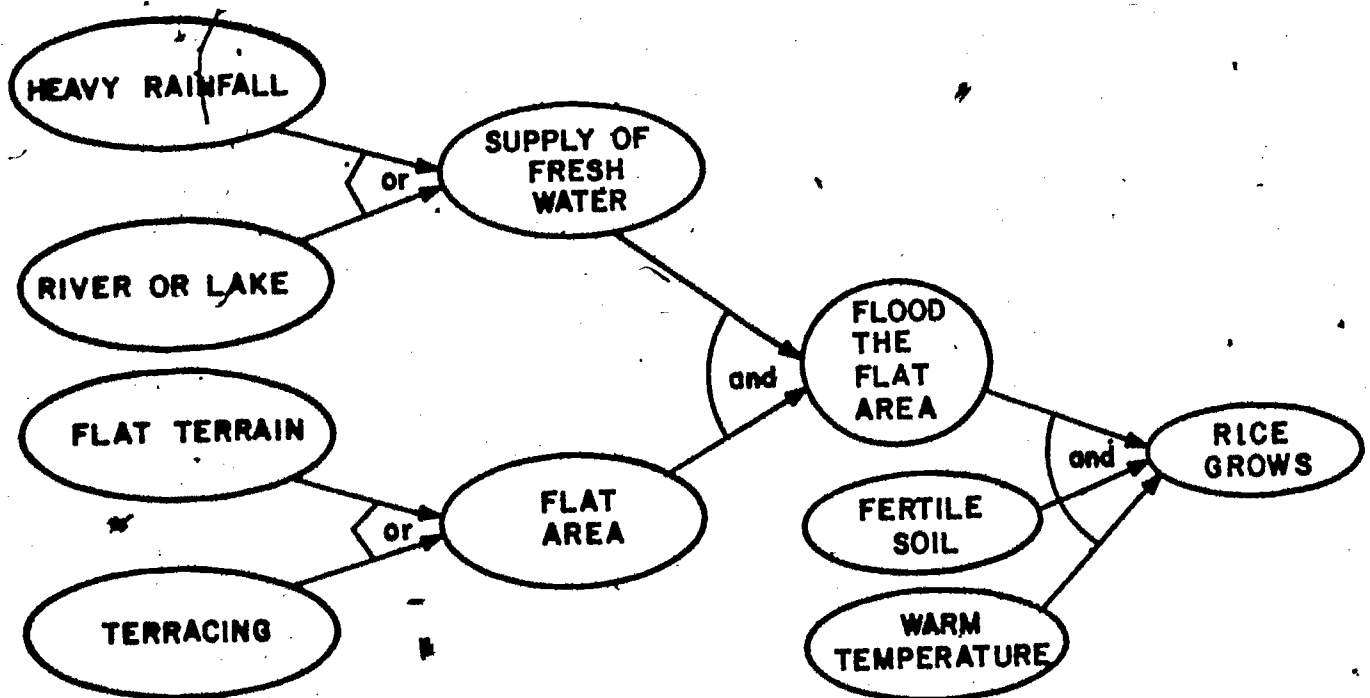 HEAVY RAINFALL
or
SUPPLY OF
FRESH
WATER
RIVER OR LAKE
FLAT TERRAIN
or
FLAT
AREA
TERRACING
and
FLOOD
THE
FLAT
AREA
and
RICE
GROWS
FERTILE
SOIL
WARM
TEMPERATURE